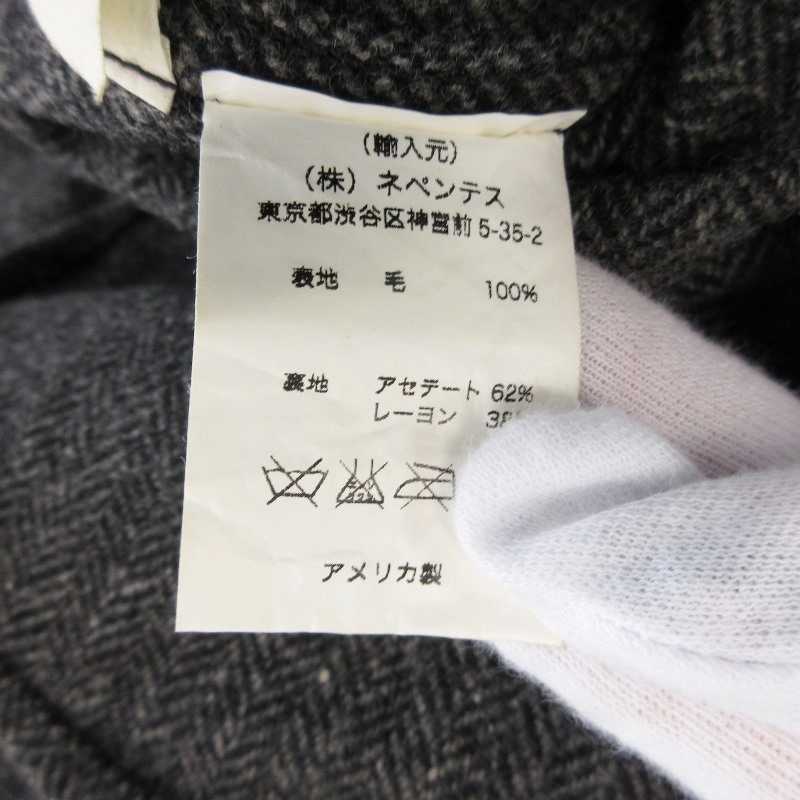 （輸入元）
（株）ネペンテス
東京都渋谷区神宮前5-35-2
表地 毛 100%
裏地 アセテート 62%
レーヨン
アメリカ製